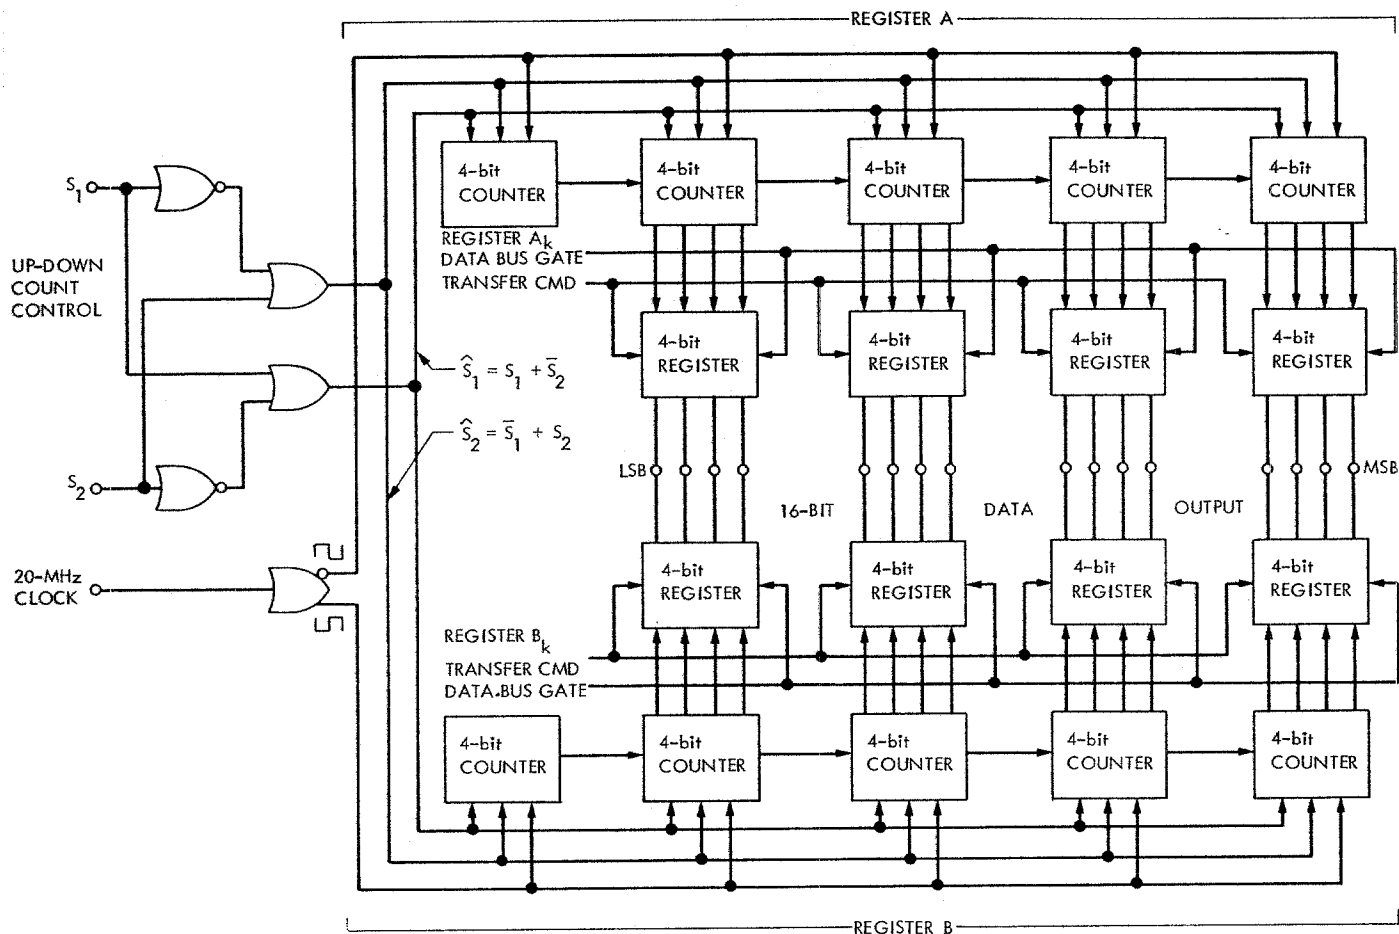 REGISTER A
4-bit
COUNTER
4-bit
COUNTER
4-bit
COUNTER
4-bit
COUNTER
4-bit
COUNTER
S1
UP-DOWN
COUNT
CONTROL
REGISTER Ak
DATA BUS GATE
TRANSFER CMD
4-bit
REGISTER
4-bit
REGISTER
4-bit
REGISTER
4-bit
REGISTER
Ŝ1 = S1 + S̄2
Ŝ2 = S̄1 + S2
S2
LSB
MSB
16-BIT DATA OUTPUT
20-MHz
CLOCK
4-bit
REGISTER
4-bit
REGISTER
4-bit
REGISTER
4-bit
REGISTER
REGISTER Bk
TRANSFER CMD
DATA-BUS GATE
4-bit
COUNTER
4-bit
COUNTER
4-bit
COUNTER
4-bit
COUNTER
4-bit
COUNTER
REGISTER B